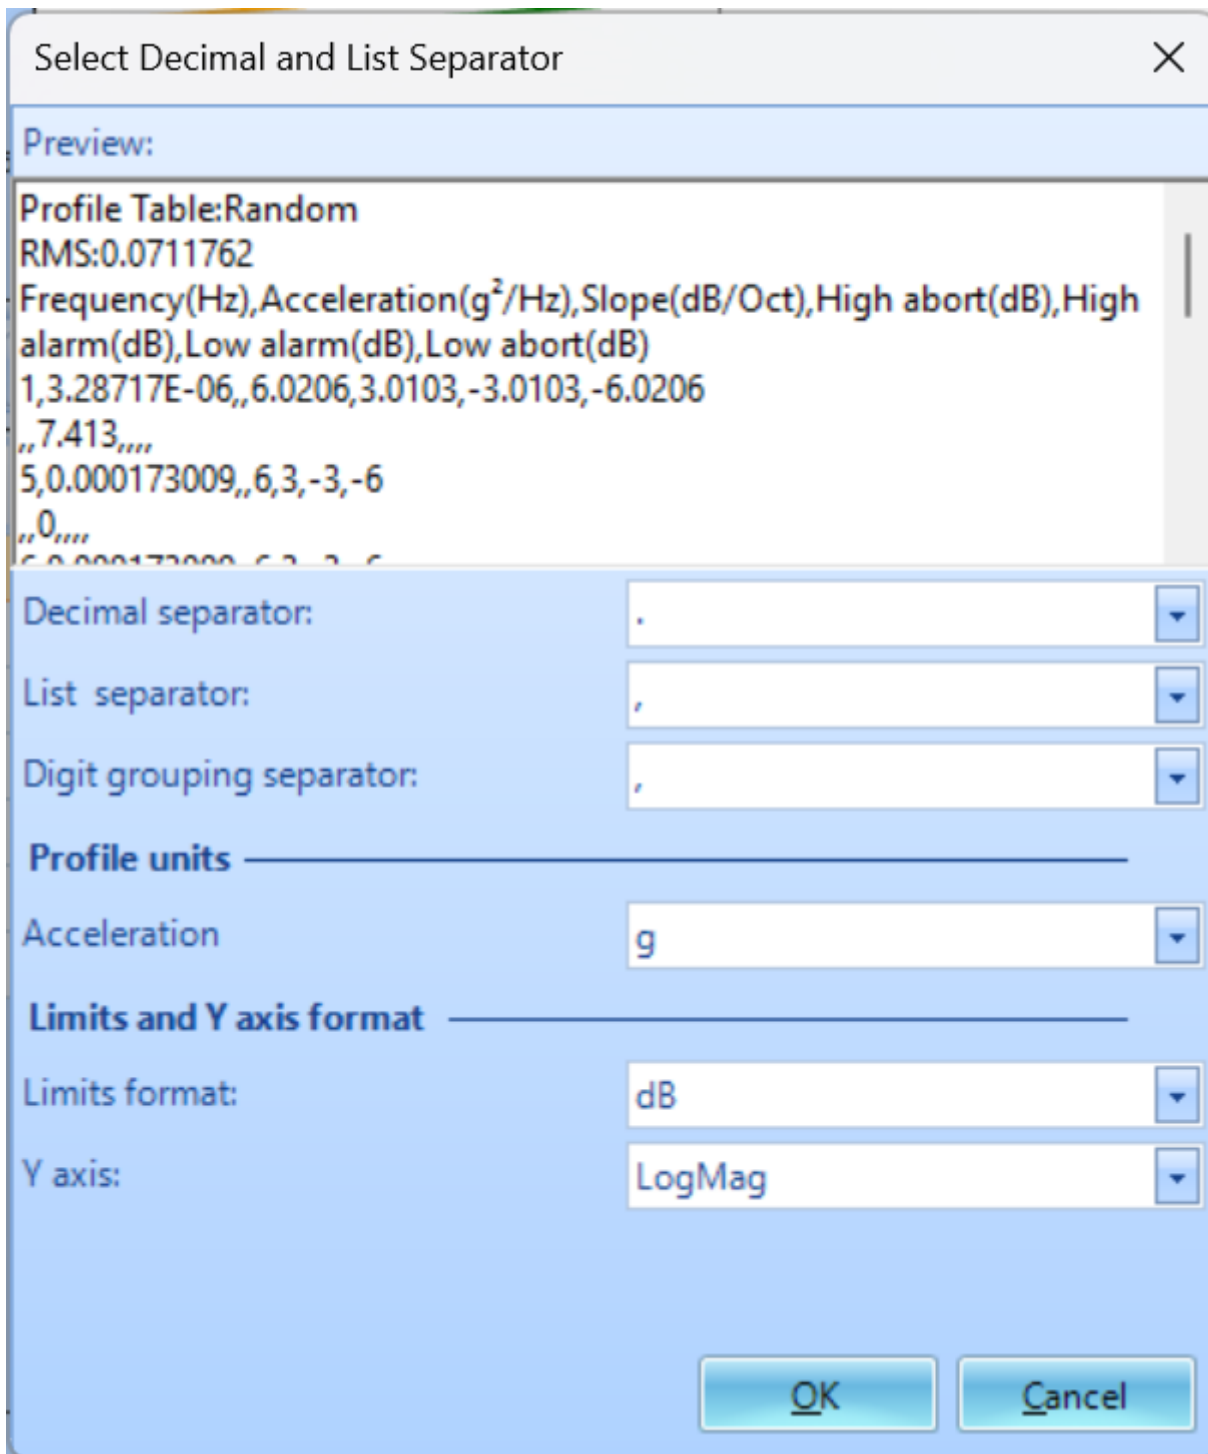 Select Decimal and List Separator
Preview:
Profile Table:Random
RMS:0.0711762
Frequency(Hz),Acceleration(g²/Hz),Slope(dB/Oct),High abort(dB),High
alarm(dB),Low alarm(dB),Low abort(dB)
1,3.28717E-06,,6.0206,3.0103,-3.0103,-6.0206
,,7.413,,,,
5,0.000173009,,6,3,-3,-6
,,0,,,,
Decimal separator: .
List separator: ,
Digit grouping separator: ,
Profile units
Acceleration g
Limits and Y axis format
Limits format: dB
Y axis: LogMag
OK Cancel